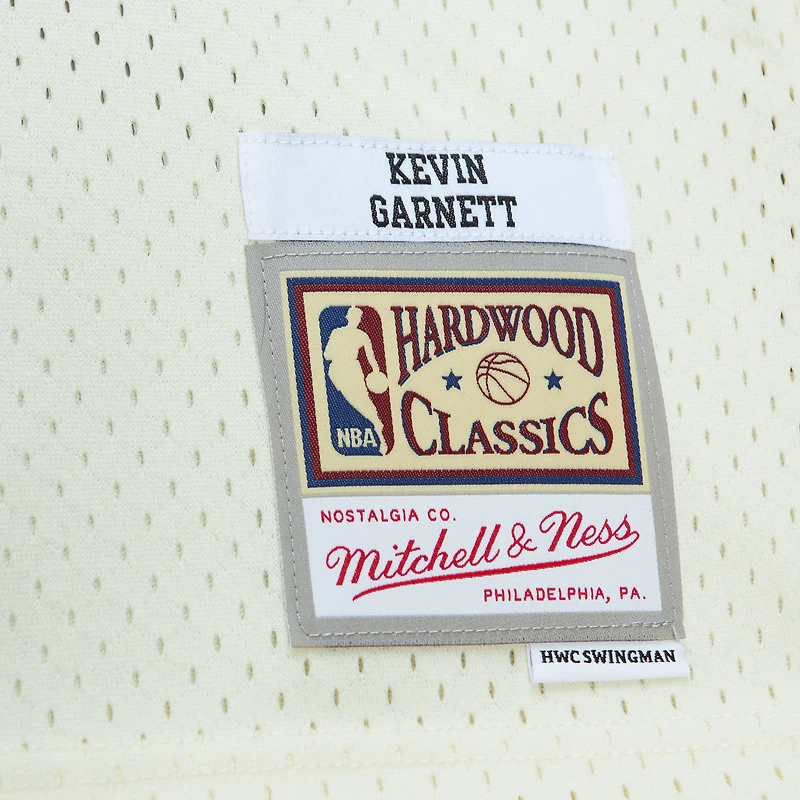 KEVIN
GARNETT
HARDWOOD
CLASSICS
NBA
NOSTALGIA CO.
Mitchell & Ness
PHILADELPHIA, PA.
HWC SWINGMAN